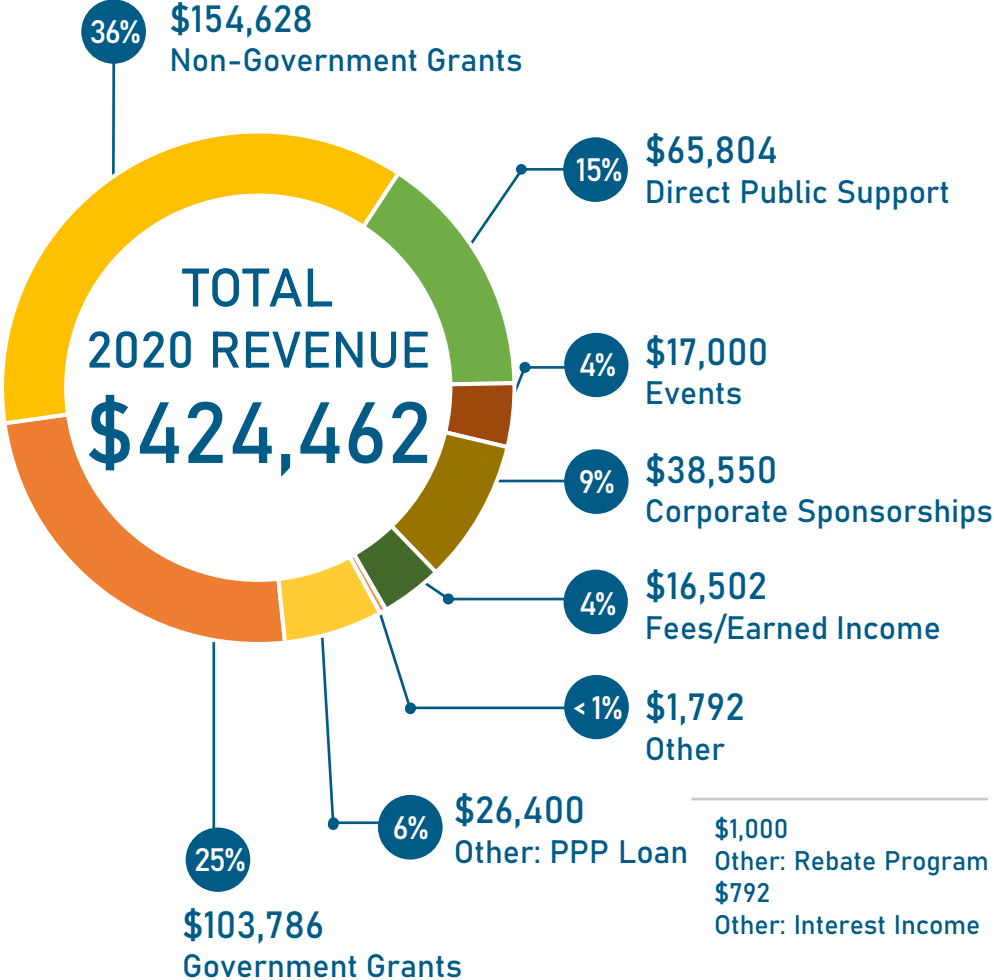 36%
$154,628
Non-Government Grants
15%
$65,804
Direct Public Support
TOTAL
2020 REVENUE
$424,462
4%
$17,000
Events
9%
$38,550
Corporate Sponsorships
4%
$16,502
Fees/Earned Income
< 1%
$1,792
Other
6%
$26,400
Other: PPP Loan
$1,000
Other: Rebate Program
$792
Other: Interest Income
25%
$103,786
Government Grants